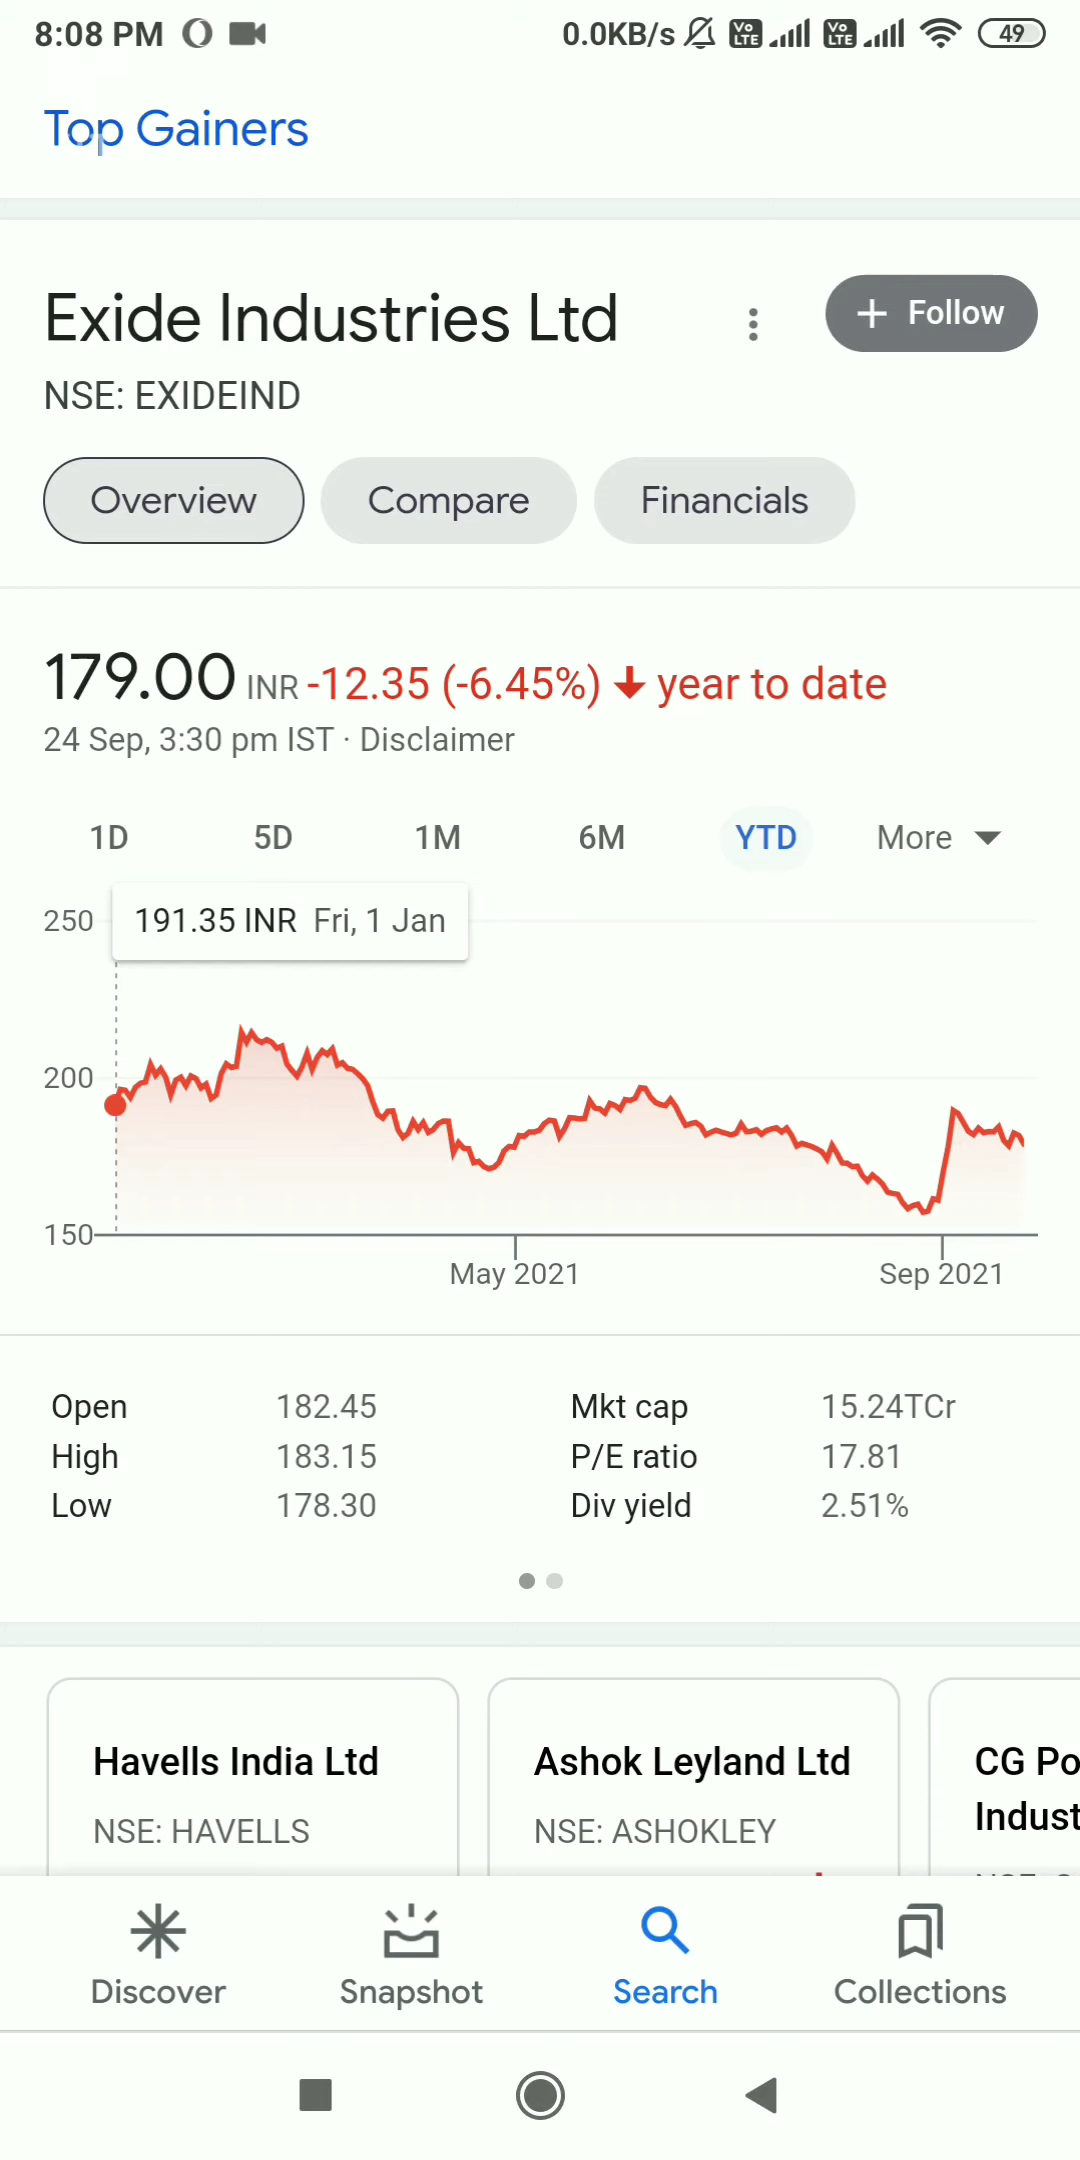 8:08 PM 0.0KB/s Vo LTE Vo LTE 49
Top Gainers
Exide Industries Ltd
+ Follow
NSE: EXIDEIND
Overview Compare Financials
179.00 INR -12.35 (-6.45%) year to date
24 Sep, 3:30 pm IST · Disclaimer
1D 5D 1M 6M YTD More
250
191.35 INR Fri, 1 Jan
200
150
May 2021 Sep 2021
Open 182.45 Mkt cap 15.24TCr
High 183.15 P/E ratio 17.81
Low 178.30 Div yield 2.51%
Havells India Ltd
NSE: HAVELLS
Ashok Leyland Ltd
NSE: ASHOKLEY
CG Po
Indust
Discover Snapshot Search Collections